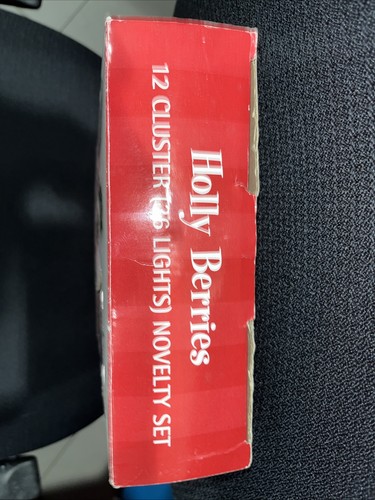 Holly Berries
12 CLUSTER LIGHTS) NOVELTY SET